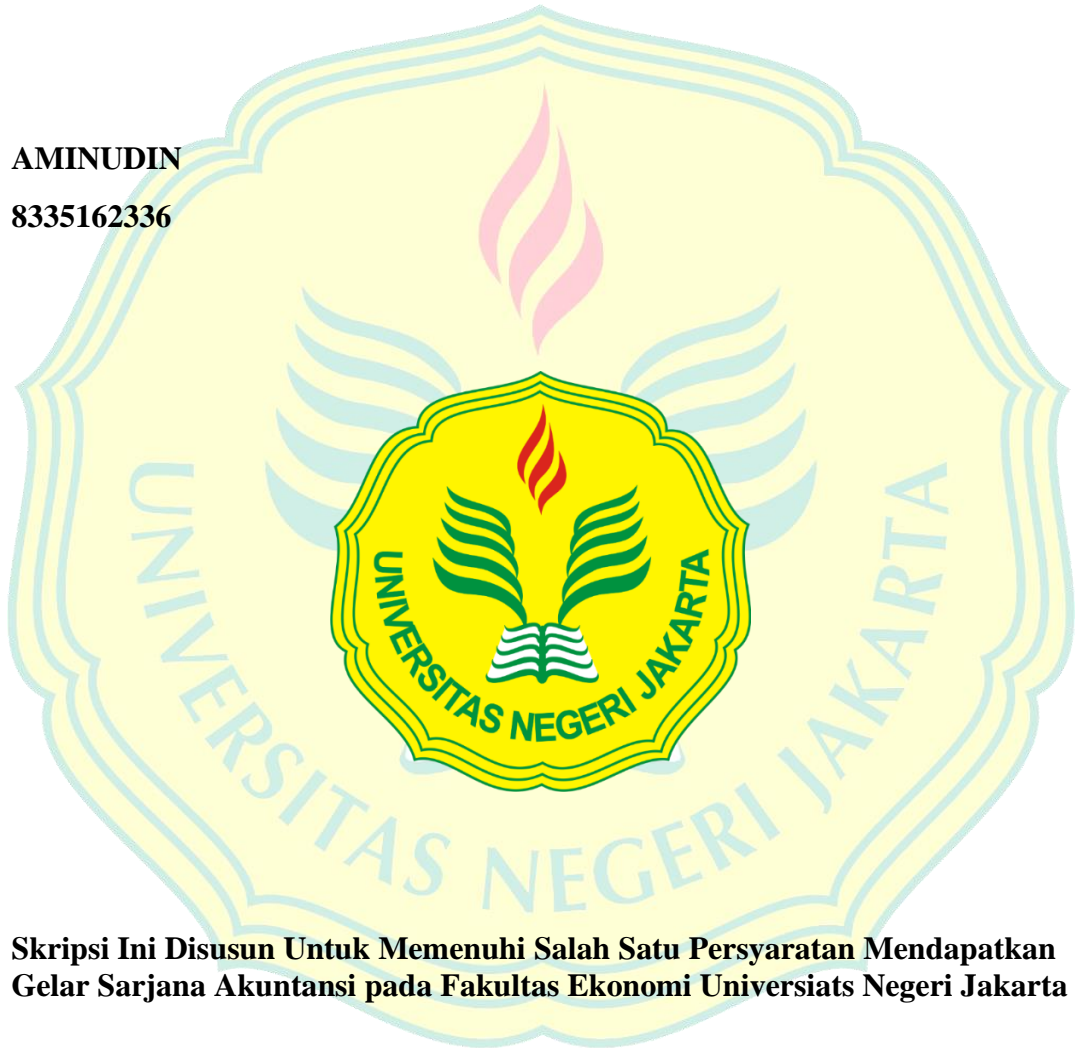 AMINUDIN
8335162336
UNIVERSITAS NEGERI JAKARTA
UNIVERSITAS NEGERI JAKARTA
Skripsi Ini Disusun Untuk Memenuhi Salah Satu Persyaratan Mendapatkan
Gelar Sarjana Akuntansi pada Fakultas Ekonomi Universiats Negeri Jakarta